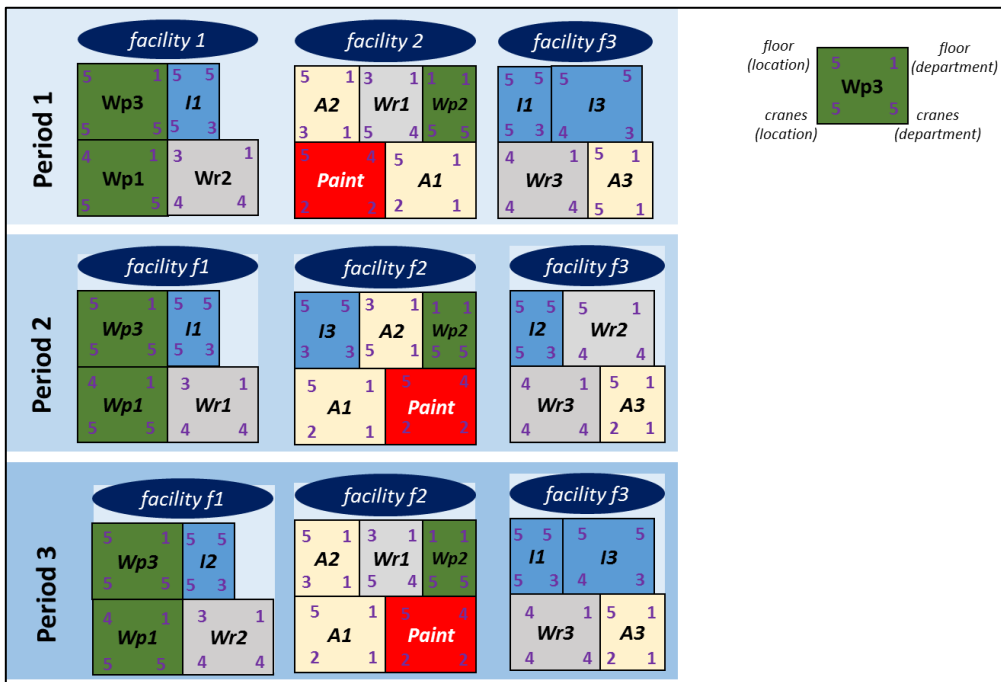 facility 1 facility 2 facility f3
floor (location) floor (department)
5 1 5 5 5 1 3 1 1 1 5 5 5 5 5 1
Wp3 I1 A2 Wr1 Wp2 I1 I3 Wp3
5 5 5 3 3 1 5 4 5 5 5 3 4 3 5 5
cranes (location) cranes (department)
Period 1
4 1 3 1 5 4 5 1 4 1 5 1
Wp1 Wr2 Paint A1 Wr3 A3
5 5 4 4 2 2 2 1 4 4 5 1
facility f1 facility f2 facility f3
5 1 5 5 5 5 3 1 1 1 5 5 5 1
Wp3 I1 I3 A2 Wp2 I2 Wr2
5 5 5 3 3 3 5 1 5 5 5 3 4 4
Period 2
4 1 3 1 5 1 5 4 4 1 5 1
Wp1 Wr1 A1 Paint Wr3 A3
5 5 4 4 2 1 2 2 4 4 2 1
facility f1 facility f2 facility f3
5 1 5 5 5 1 3 1 1 1 5 5 5 5
Wp3 I2 A2 Wr1 Wp2 I1 I3
5 5 5 3 3 1 5 4 5 5 5 3 4 3
Period 3
4 1 3 1 5 1 5 4 4 1 5 1
Wp1 Wr2 A1 Paint Wr3 A3
5 5 4 4 2 1 2 2 4 4 2 1